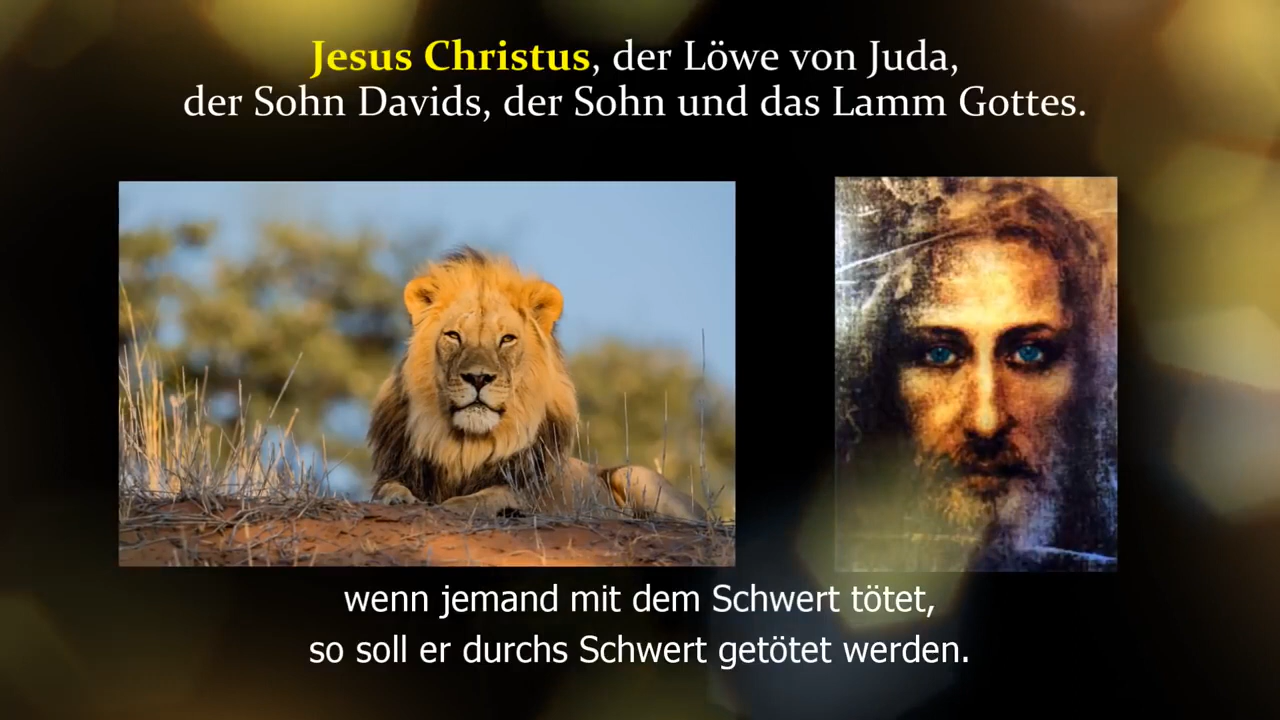 Jesus Christus, der Löwe von Juda,
der Sohn Davids, der Sohn und das Lamm Gottes.
wenn jemand mit dem Schwert tötet,
so soll er durchs Schwert getötet werden.